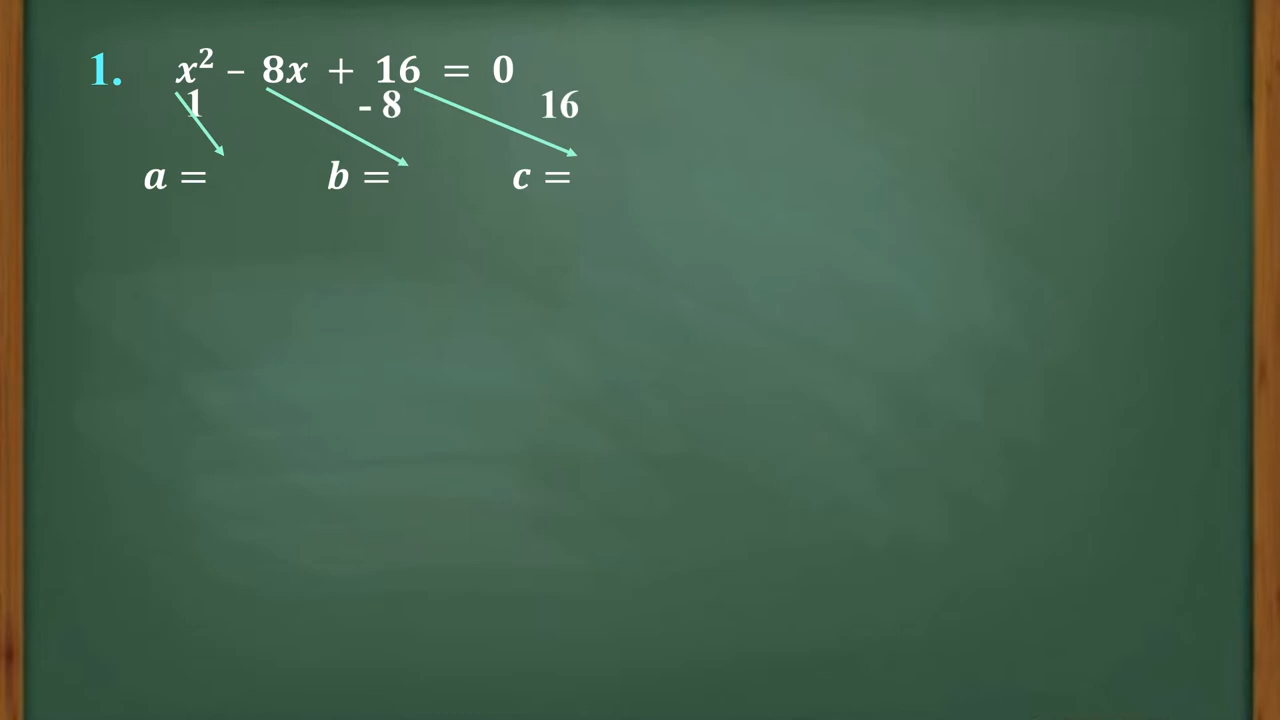 1. x² – 8x + 16 = 0
1 - 8 16
a = b = c =